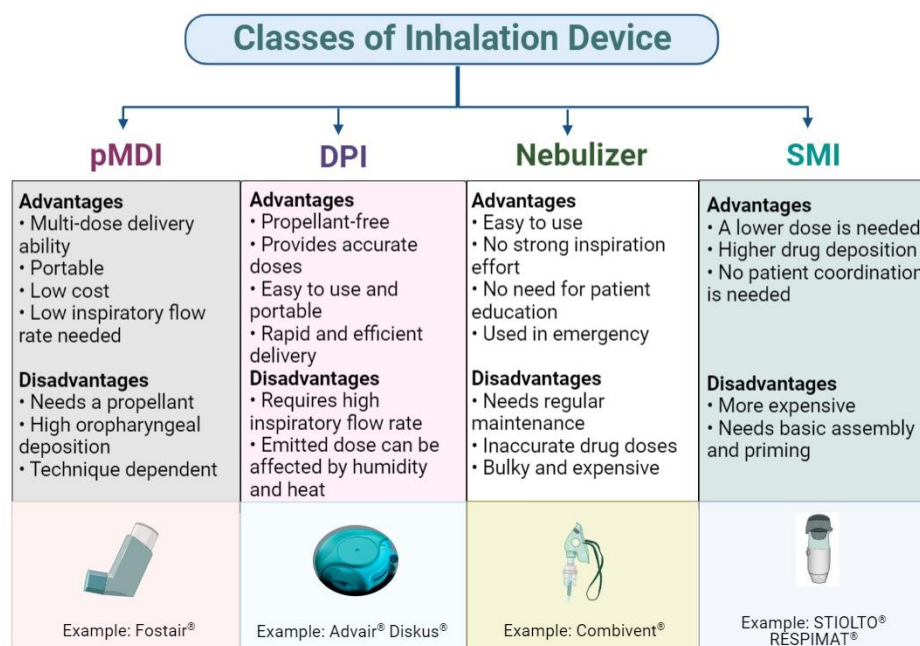 Classes of Inhalation Device
pMDI
Advantages
• Multi-dose delivery
ability
• Portable
• Low cost
• Low inspiratory flow
rate needed
Disadvantages
• Needs a propellant
• High oropharyngeal
deposition
• Technique dependent
Example: Fostair®
DPI
Advantages
• Propellant-free
• Provides accurate
doses
• Easy to use and
portable
• Rapid and efficient
delivery
Disadvantages
• Requires high
inspiratory flow rate
• Emitted dose can be
affected by humidity
and heat
Example: Advair® Diskus®
Nebulizer
Advantages
• Easy to use
• No strong inspiration
effort
• No need for patient
education
• Used in emergency
Disadvantages
• Needs regular
maintenance
• Inaccurate drug doses
• Bulky and expensive
Example: Combivent®
SMI
Advantages
• A lower dose is needed
• Higher drug deposition
• No patient coordination
is needed
Disadvantages
• More expensive
• Needs basic assembly
and priming
Example: STIOLTO®
RESPIMAT®